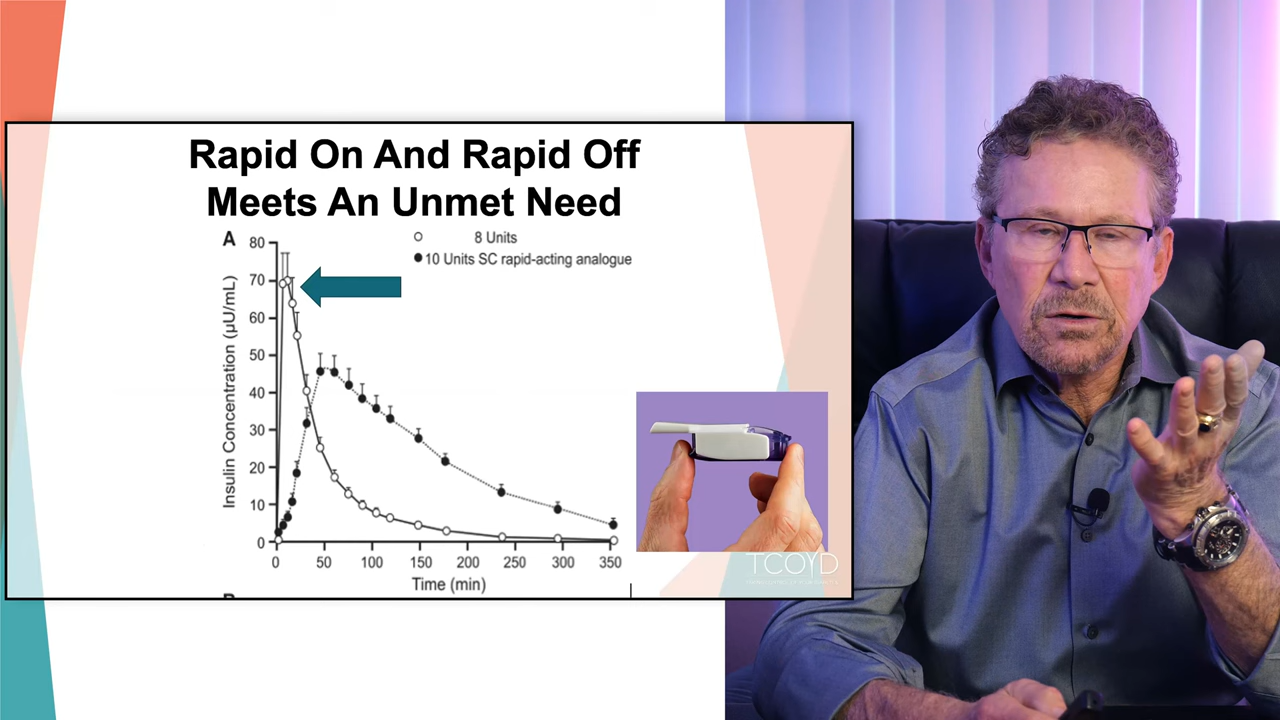 Rapid On And Rapid Off
Meets An Unmet Need
A
8 Units
10 Units SC rapid-acting analogue
Insulin Concentration (µU/mL)
80
70
60
50
40
30
20
10
0
0 50 100 150 200 250 300 350
Time (min)
TCOYD